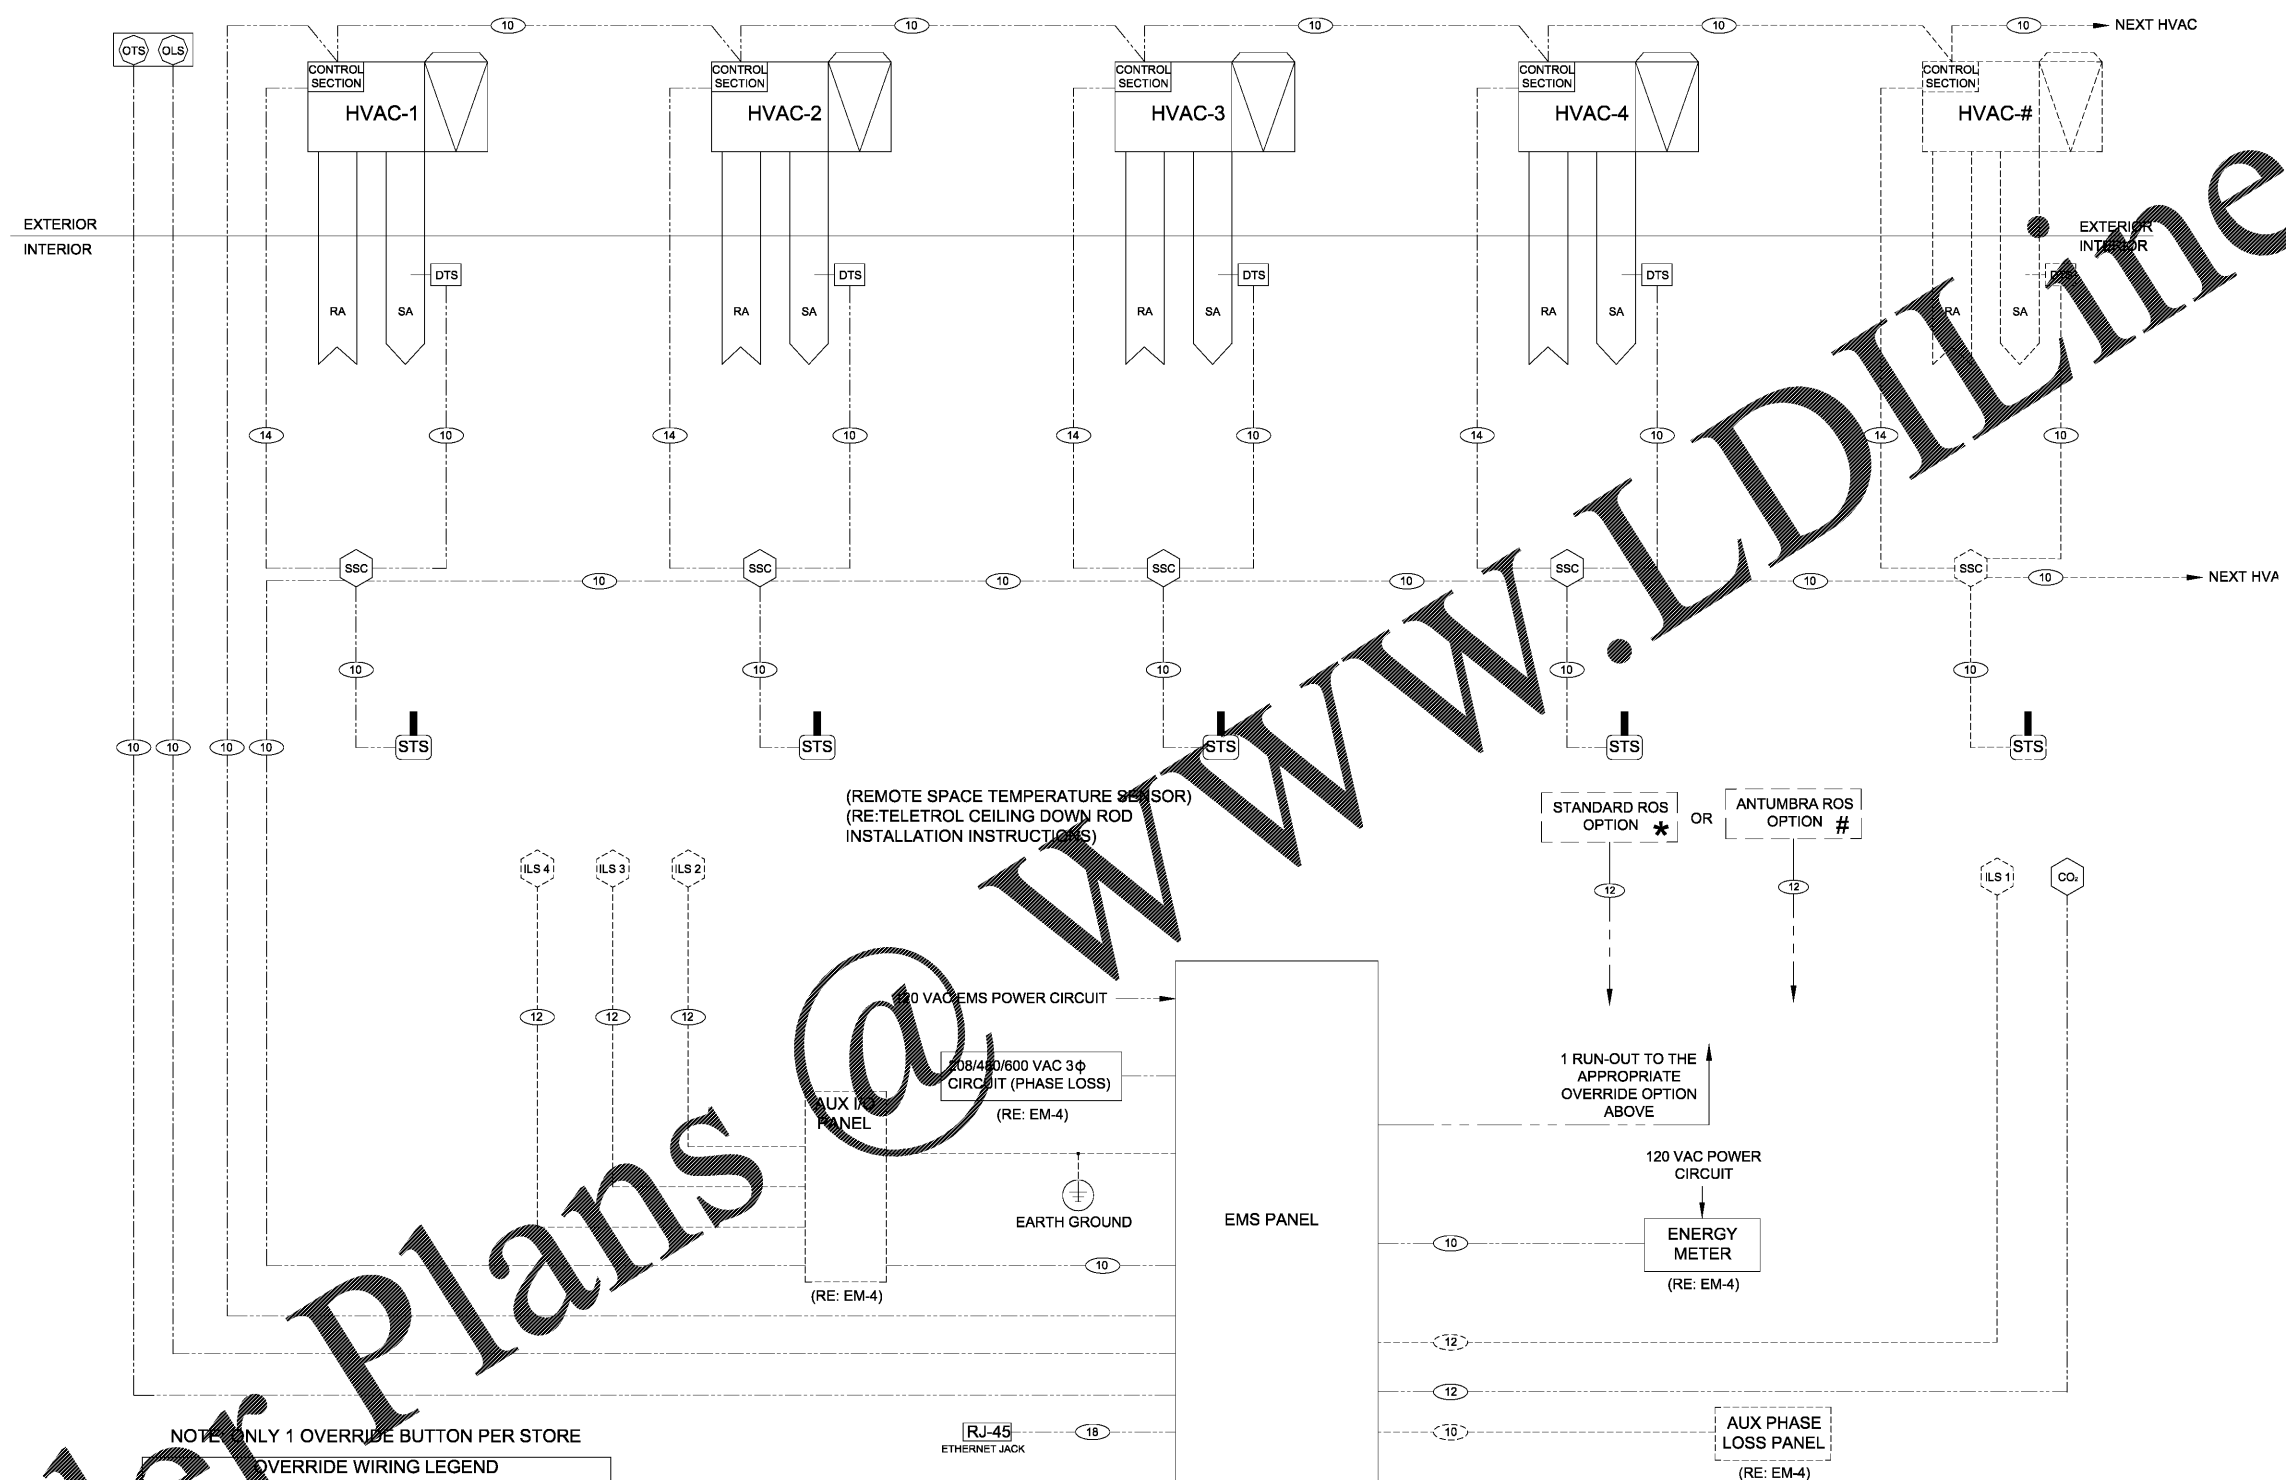 10 10 10 10 10 NEXT HVAC
OTS OLS
CONTROL SECTION CONTROL SECTION CONTROL SECTION CONTROL SECTION CONTROL SECTION
HVAC-1 HVAC-2 HVAC-3 HVAC-4 HVAC-#
EXTERIOR EXTERIOR
INTERIOR INTERIOR
DTS DTS DTS DTS DTS
RA SA RA SA RA SA RA SA RA SA
14 10 14 10 14 10 14 10 14 10
SSC SSC SSC SSC SSC
10 10 10 10 10 NEXT HVA
10 10 10 10 10
10 10 10 10 STS STS STS STS STS
(REMOTE SPACE TEMPERATURE SENSOR)
(RE:TELETROL CEILING DOWN ROD
INSTALLATION INSTRUCTIONS)
STANDARD ROS
OPTION *
OR
ANTUMBRA ROS
OPTION #
12 12
ILS 4 ILS 3 ILS 2 ILS 1 CO₂
12 12 12
120 VAC EMS POWER CIRCUIT
208/480/600 VAC 3ϕ
CIRCUIT (PHASE LOSS)
(RE: EM-4)
AUX I/O
PANEL
(RE: EM-4)
EARTH GROUND
10
EMS PANEL
1 RUN-OUT TO THE
APPROPRIATE
OVERRIDE OPTION
ABOVE
120 VAC POWER
CIRCUIT
10 ENERGY
METER
(RE: EM-4)
12
12
RJ-45 18
ETHERNET JACK
10 AUX PHASE
LOSS PANEL
(RE: EM-4)
NOTE: ONLY 1 OVERRIDE BUTTON PER STORE
OVERRIDE WIRING LEGEND
der Plans @ www.LDILine